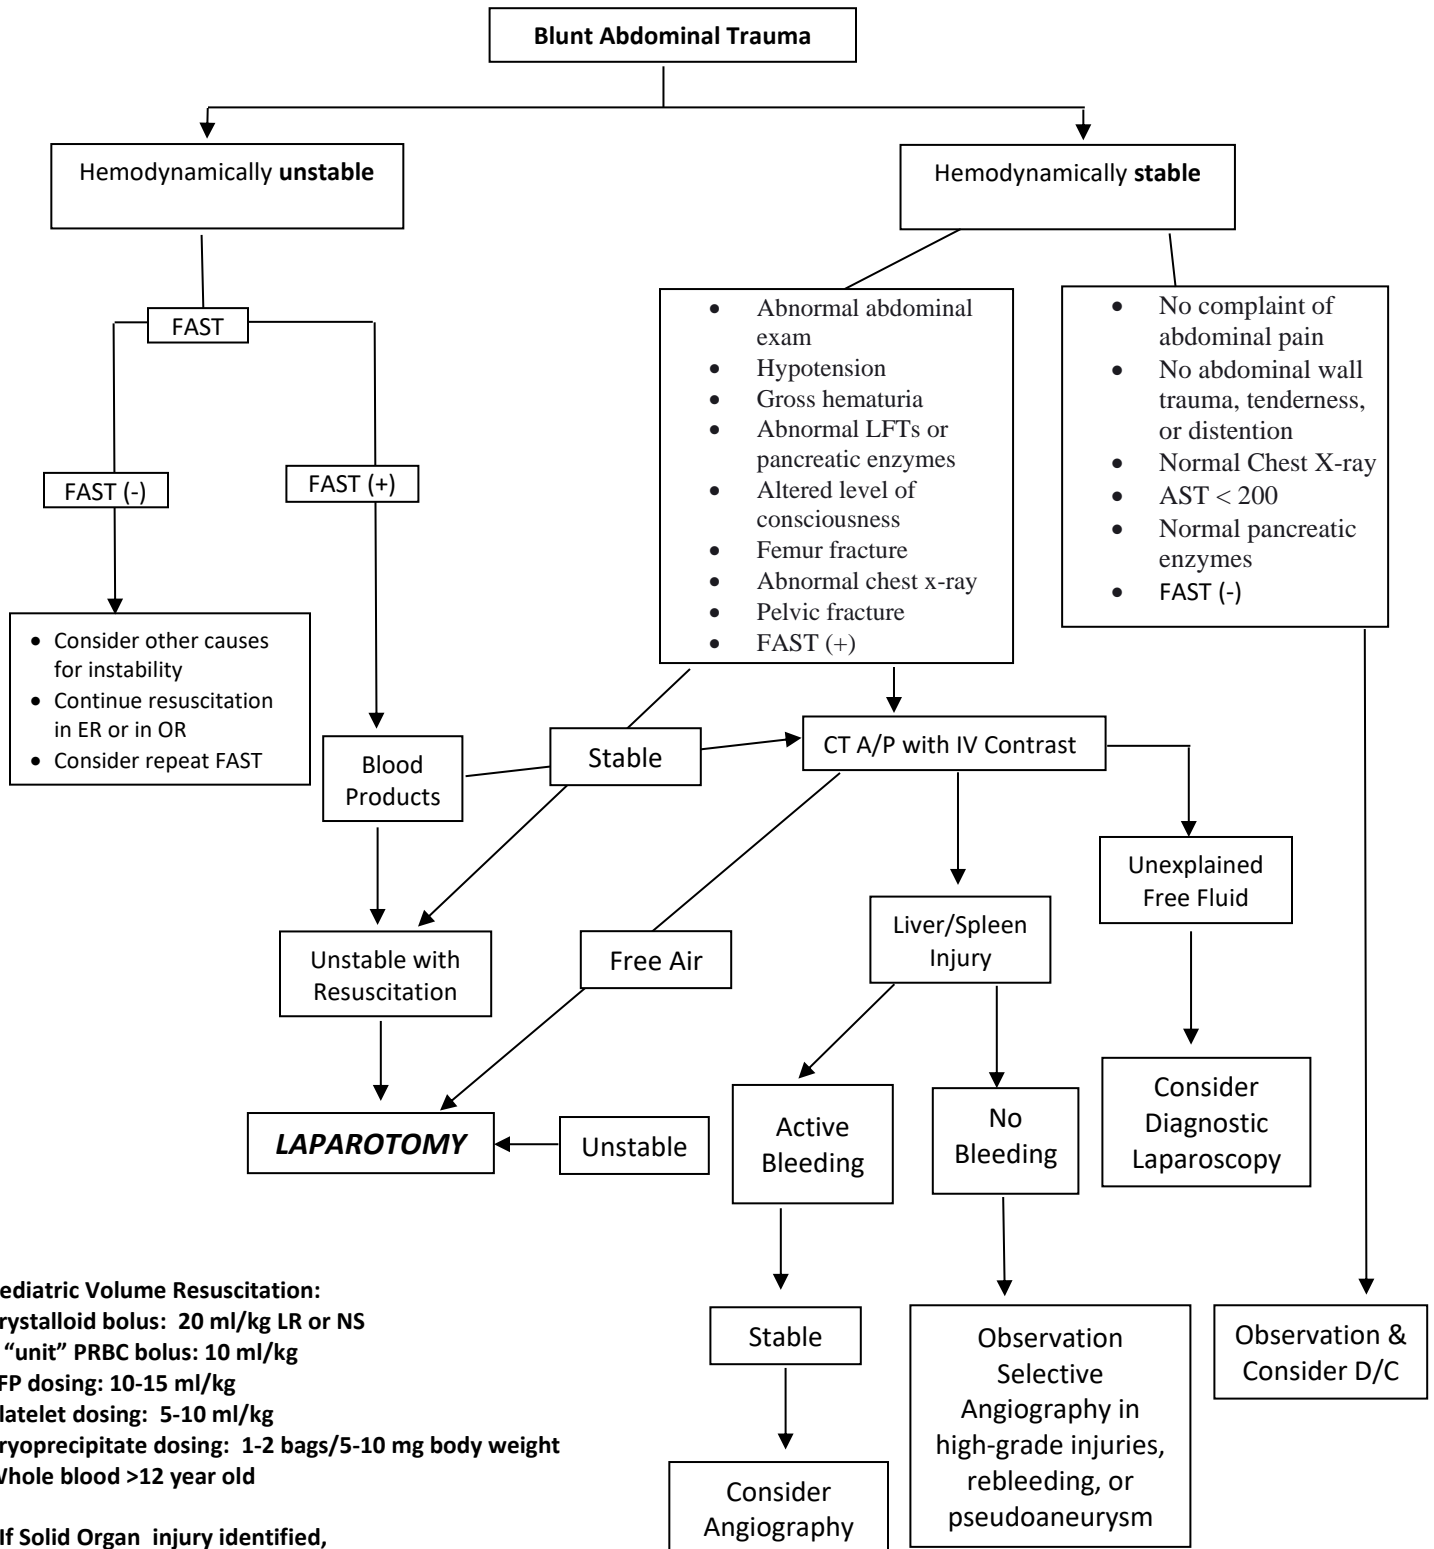 Blunt Abdominal Trauma
Hemodynamically unstable
Hemodynamically stable
FAST
FAST (-)
FAST (+)
• Consider other causes
for instability
• Continue resuscitation
in ER or in OR
• Consider repeat FAST
• Abnormal abdominal
exam
• Hypotension
• Gross hematuria
• Abnormal LFTs or
pancreatic enzymes
• Altered level of
consciousness
• Femur fracture
• Abnormal chest x-ray
• Pelvic fracture
• FAST (+)
• No complaint of
abdominal pain
• No abdominal wall
trauma, tenderness,
or distention
• Normal Chest X-ray
• AST < 200
• Normal pancreatic
enzymes
• FAST (-)
Blood
Products
Stable
CT A/P with IV Contrast
Unexplained
Free Fluid
Unstable with
Resuscitation
Free Air
Liver/Spleen
Injury
LAPAROTOMY
Unstable
Active
Bleeding
No
Bleeding
Consider
Diagnostic
Laparoscopy
Stable
Observation
Selective
Angiography in
high-grade injuries,
rebleeding, or
pseudoaneurysm
Observation &
Consider D/C
Consider
Angiography
ediatric Volume Resuscitation:
rystalloid bolus: 20 ml/kg LR or NS
“unit” PRBC bolus: 10 ml/kg
FP dosing: 10-15 ml/kg
latelet dosing: 5-10 ml/kg
ryoprecipitate dosing: 1-2 bags/5-10 mg body weight
Whole blood >12 year old
If Solid Organ injury identified,